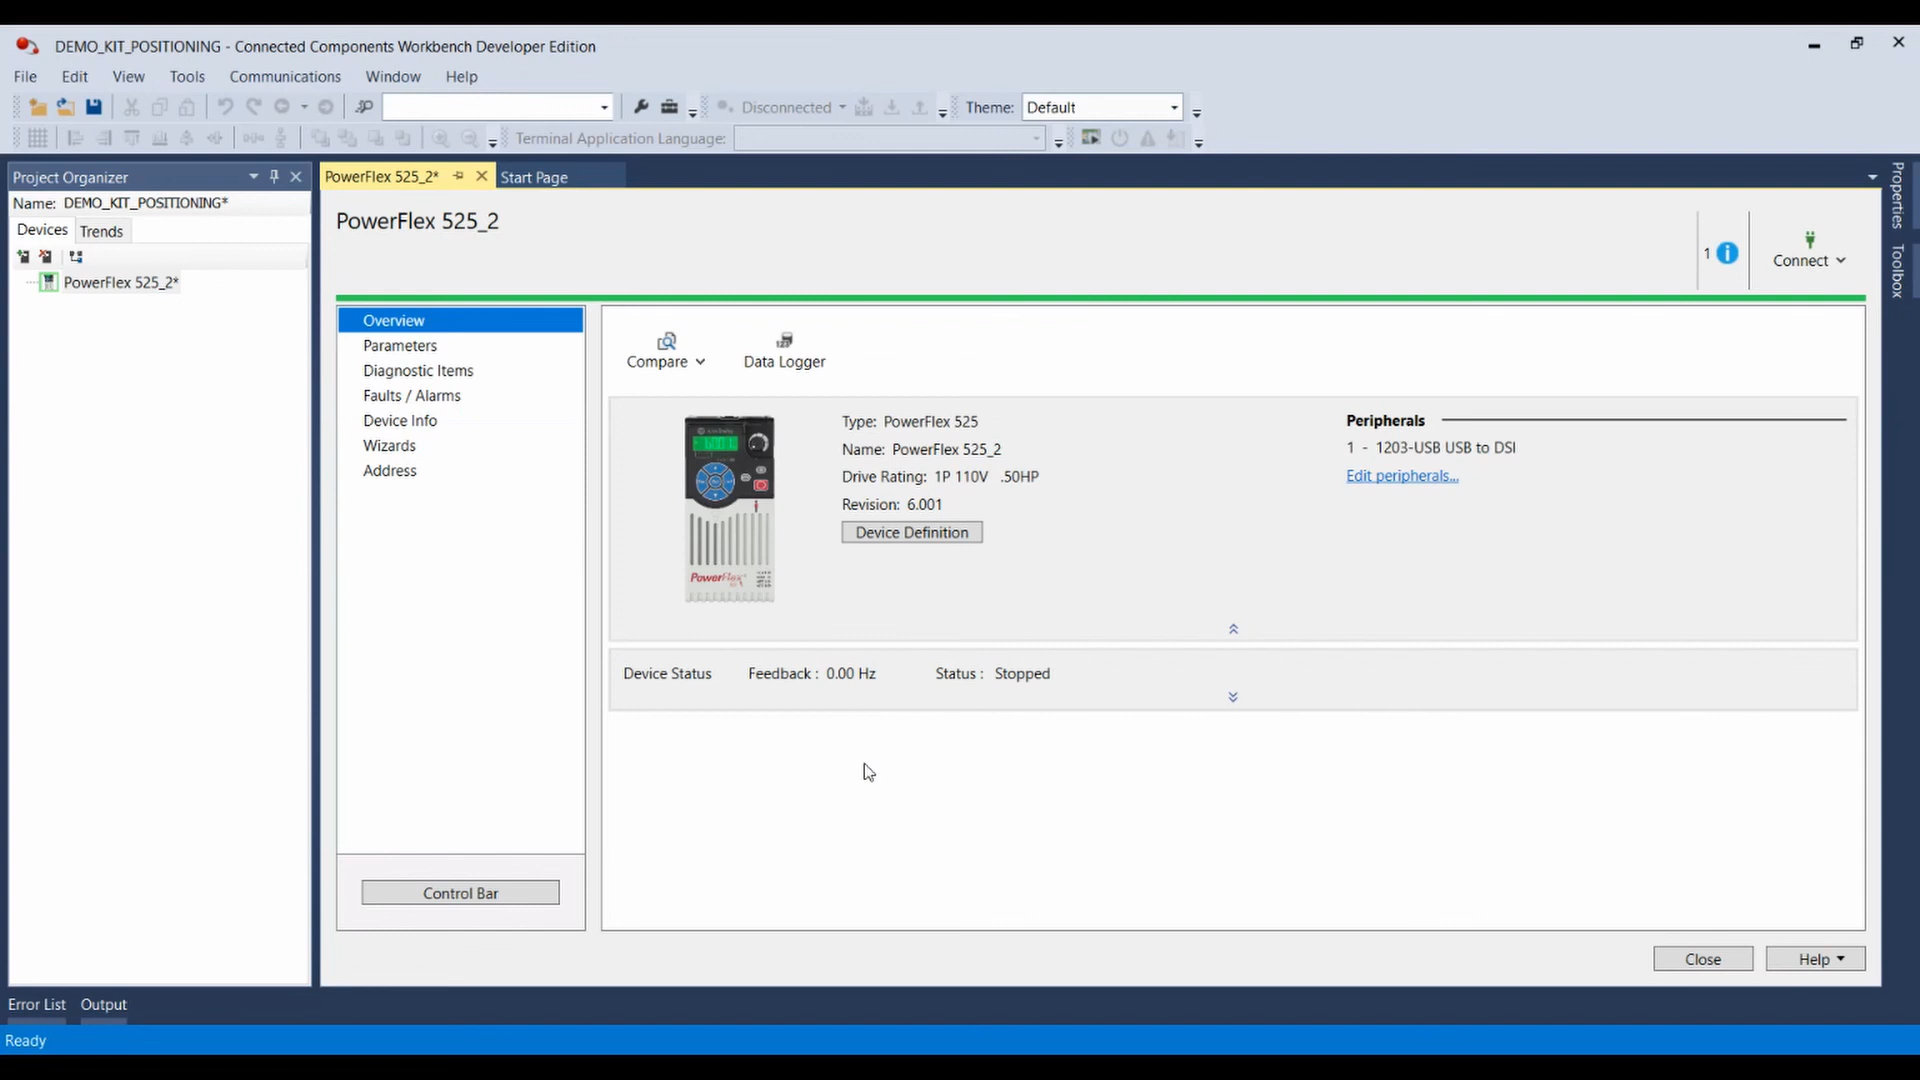 DEMO_KIT_POSITIONING - Connected Components Workbench Developer Edition
File Edit View Tools Communications Window Help
Disconnected Theme: Default
Terminal Application Language:
Project Organizer
Name: DEMO_KIT_POSITIONING*
Devices Trends
PowerFlex 525_2*
PowerFlex 525_2* Start Page
PowerFlex 525_2
1 Connect
Properties
Toolbox
Overview
Parameters
Diagnostic Items
Faults / Alarms
Device Info
Wizards
Address
Control Bar
Compare Data Logger
PowerFlex
Type: PowerFlex 525
Name: PowerFlex 525_2
Drive Rating: 1P 110V .50HP
Revision: 6.001
Device Definition
Peripherals
1 - 1203-USB USB to DSI
Edit peripherals...
Device Status Feedback : 0.00 Hz Status : Stopped
Close Help
Error List Output
Ready